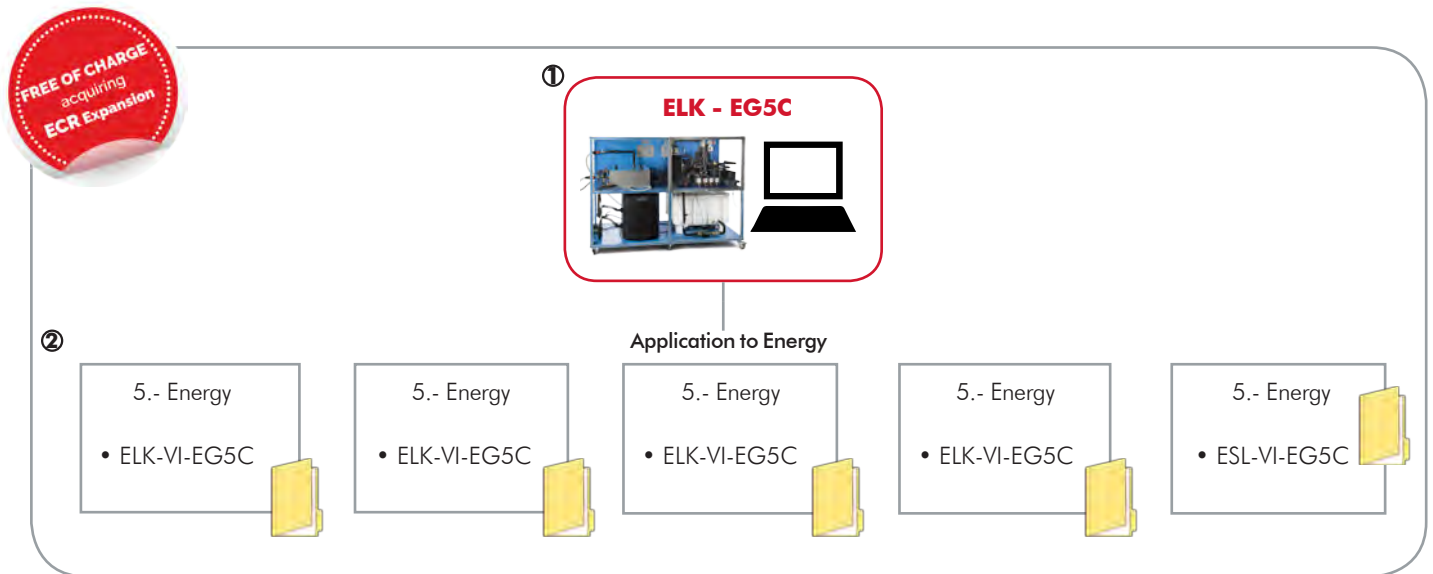 FREE OF CHARGE
acquiring
ECR Expansion
①
ELK - EG5C
②
Application to Energy
5.- Energy
• ELK-VI-EG5C
5.- Energy
• ELK-VI-EG5C
5.- Energy
• ELK-VI-EG5C
5.- Energy
• ELK-VI-EG5C
5.- Energy
• ESL-VI-EG5C